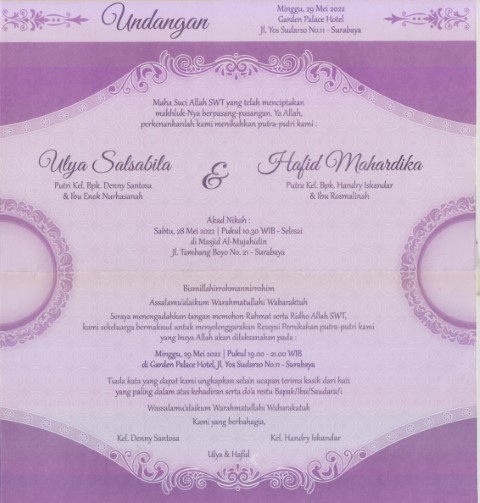 Undangan
Minggu, 29 Mei 2022
Garden Palace Hotel
Jl. Yos Sudarso No.11 - Surabaya
Maha Suci Allah SWT yang telah menciptakan
makhluk-Nya berpasang-pasangan. Ya Allah,
perkenankanlah kami menikahkan putra-putri kami :
Ulya Salsabila
&
Hafid Mahardika
Putri Kel. Bpk. Denny Santosa
& Ibu Enok Nurhasanah
Putra Kel. Bpk. Handry Iskandar
& Ibu Rosmalinah
Akad Nikah :
Sabtu, 28 Mei 2022 | Pukul 10.30 WIB - Selesai
di Masjid Al-Mujahidin
Jl. Tambang Boyo No. 21 - Surabaya
Bismillahirrohmannirrohim
Assalamu'alaikum Warahmatullahi Wabarakatuh
Seraya menengadahkan tangan memohon Rahmat serta Ridho Allah SWT,
kami sekeluarga bermaksud untuk menyelenggarakan Resepsi Pernikahan putra-putri kami
yang Insya Allah akan dilaksanakan pada :
Minggu, 29 Mei 2022 | Pukul 19.00 - 21.00 WIB
di Garden Palace Hotel, Jl. Yos Sudarso No.11 - Surabaya
Tiada kata yang dapat kami ungkapkan selain ucapan terima kasih dari hati
yang paling dalam atas kehadiran serta do'a restu Bapak/Ibu/Saudara/i
Wassalamu'alaikum Warahmatullahi Wabarakatuh
Kami yang berbahagia,
Kel. Denny Santosa
Kel. Handry Iskandar
Ulya & Hafid